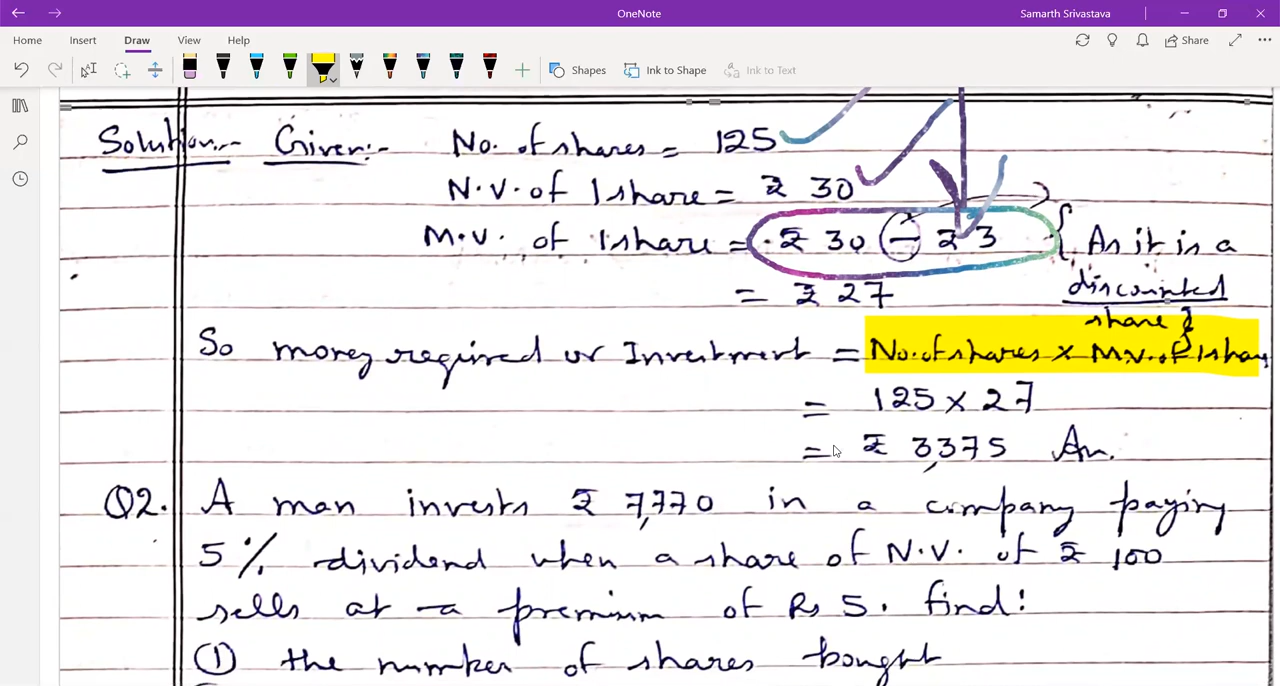 OneNote
Samarth Srivastava
Home Insert Draw View Help
Share
Shapes Ink to Shape Ink to Text
Solution:- Given:- No. of shares = 125
N.V. of 1 share = ₹ 30
M.V. of 1 share = ₹ 30 - ₹ 3 { As it is a
discounted
share }
= ₹ 27
So money required or Investment = No. of shares × M.V. of 1 share
= 125 × 27
= ₹ 3,375 An.
Q2. A man invests ₹ 7,770 in a company paying
5% dividend when a share of N.V. of ₹ 100
sells at a premium of Rs 5. find:
(1) the number of shares bought